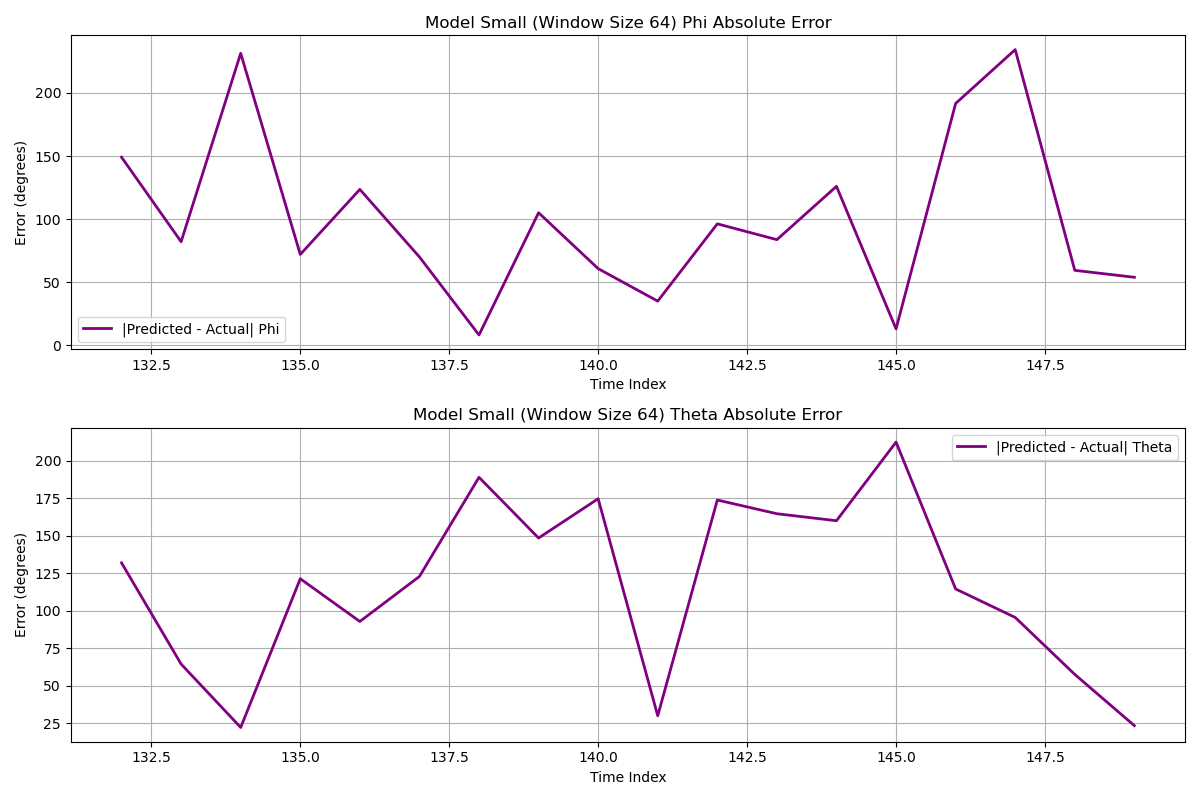 Model Small (Window Size 64) Phi Absolute Error
Error (degrees)
200
150
100
50
0
|Predicted - Actual| Phi
132.5 135.0 137.5 140.0 142.5 145.0 147.5
Time Index
Model Small (Window Size 64) Theta Absolute Error
Error (degrees)
200
175
150
125
100
75
50
25
|Predicted - Actual| Theta
132.5 135.0 137.5 140.0 142.5 145.0 147.5
Time Index